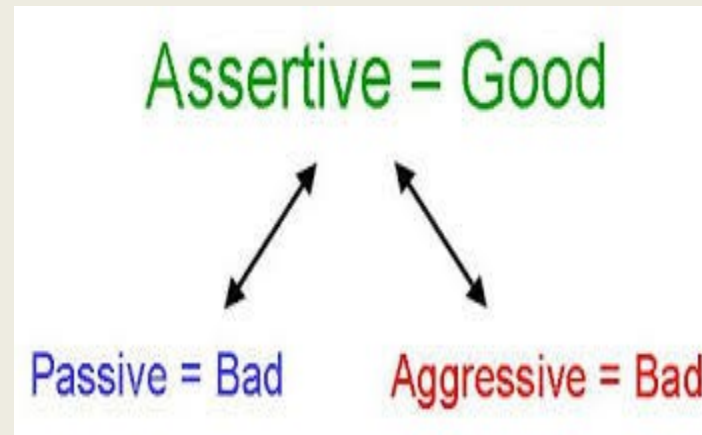 Assertive = Good
Passive = Bad
Aggressive = Bad